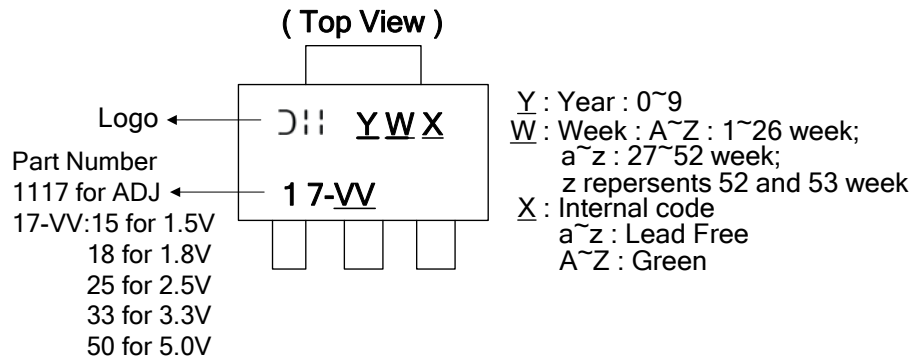 ( Top View )
Logo
Y W X
Part Number
1117 for ADJ
17-VV
17-VV:15 for 1.5V
18 for 1.8V
25 for 2.5V
33 for 3.3V
50 for 5.0V
Y : Year : 0~9
W : Week : A~Z : 1~26 week;
a~z : 27~52 week;
z repersents 52 and 53 week
X : Internal code
a~z : Lead Free
A~Z : Green